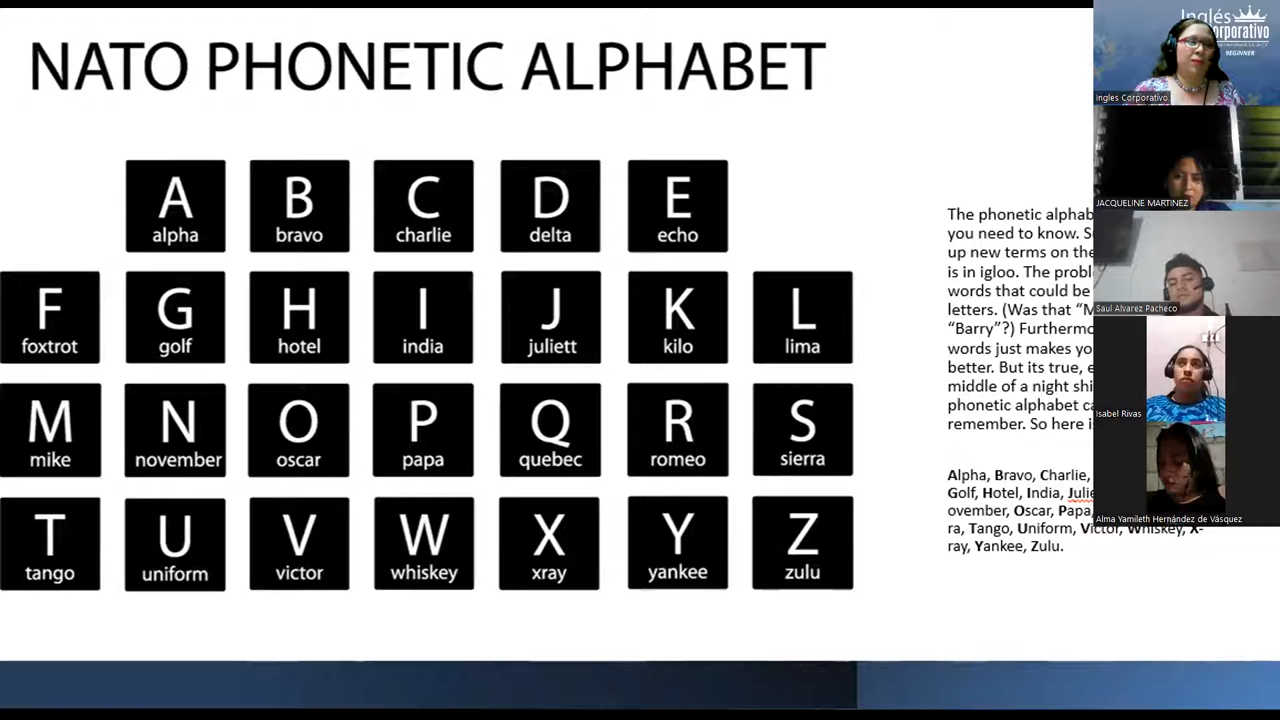 NATO PHONETIC ALPHABET
A
alpha
B
bravo
C
charlie
D
delta
E
echo
F
foxtrot
G
golf
H
hotel
I
india
J
juliett
K
kilo
L
lima
M
mike
N
november
O
oscar
P
papa
Q
quebec
R
romeo
S
sierra
T
tango
U
uniform
V
victor
W
whiskey
X
xray
Y
yankee
Z
zulu
The phonetic alphab
you need to know. S
up new terms on the
is in igloo. The probl
words that could be
letters. (Was that “M
“Barry”?) Furthermo
words just makes yo
better. But its true, e
middle of a night shi
phonetic alphabet ca
remember. So here i
Alpha, Bravo, Charlie,
Golf, Hotel, India, Julie
ovember, Oscar, Papa,
ra, Tango, Uniform, Victor, Whiskey, X-
ray, Yankee, Zulu.
Inglés
orporativo
BEGINNER
Ingles Corporativo
JACQUELINE MARTINEZ
Saul Alvarez Pacheco
Isabel Rivas
Alma Yamileth Hernández de Vásquez